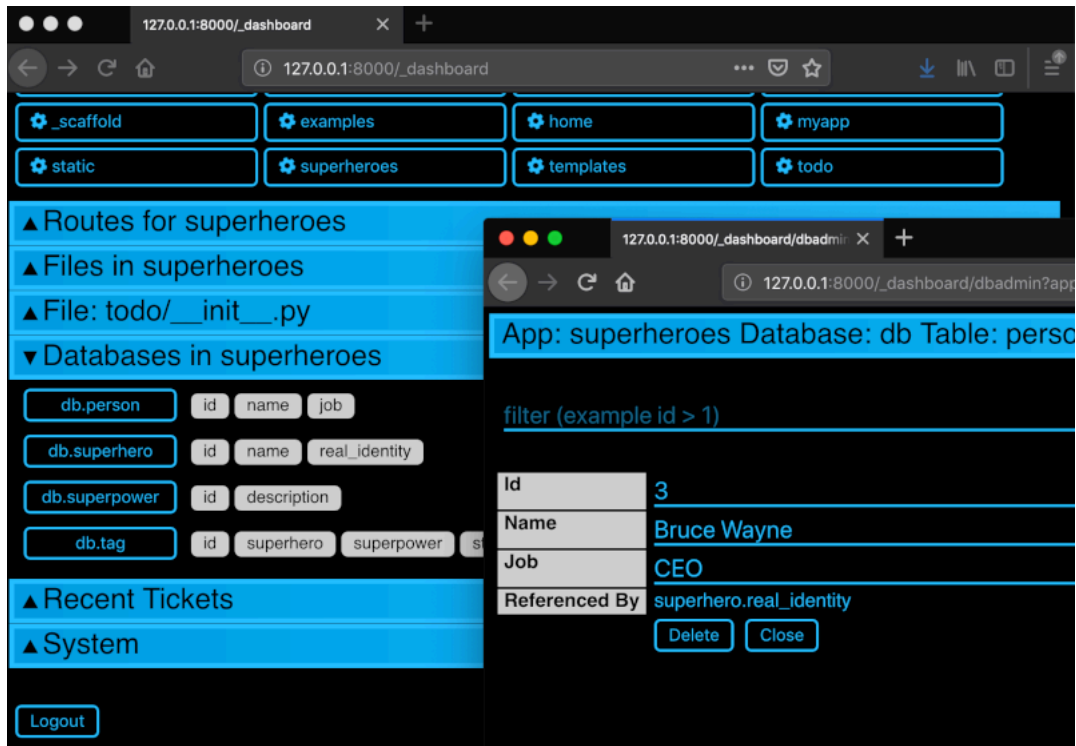 127.0.0.1:8000/_dashboard
127.0.0.1:8000/_dashboard
_scaffold
examples
home
myapp
static
superheroes
templates
todo
Routes for superheroes
Files in superheroes
File: todo/__init__.py
Databases in superheroes
db.person id name job
db.superhero id name real_identity
db.superpower id description
db.tag id superhero superpower st
Recent Tickets
System
Logout
127.0.0.1:8000/_dashboard/dbadmin
127.0.0.1:8000/_dashboard/dbadmin?app
App: superheroes Database: db Table: perso
filter (example id > 1)
Id 3
Name Bruce Wayne
Job CEO
Referenced By superhero.real_identity
Delete Close